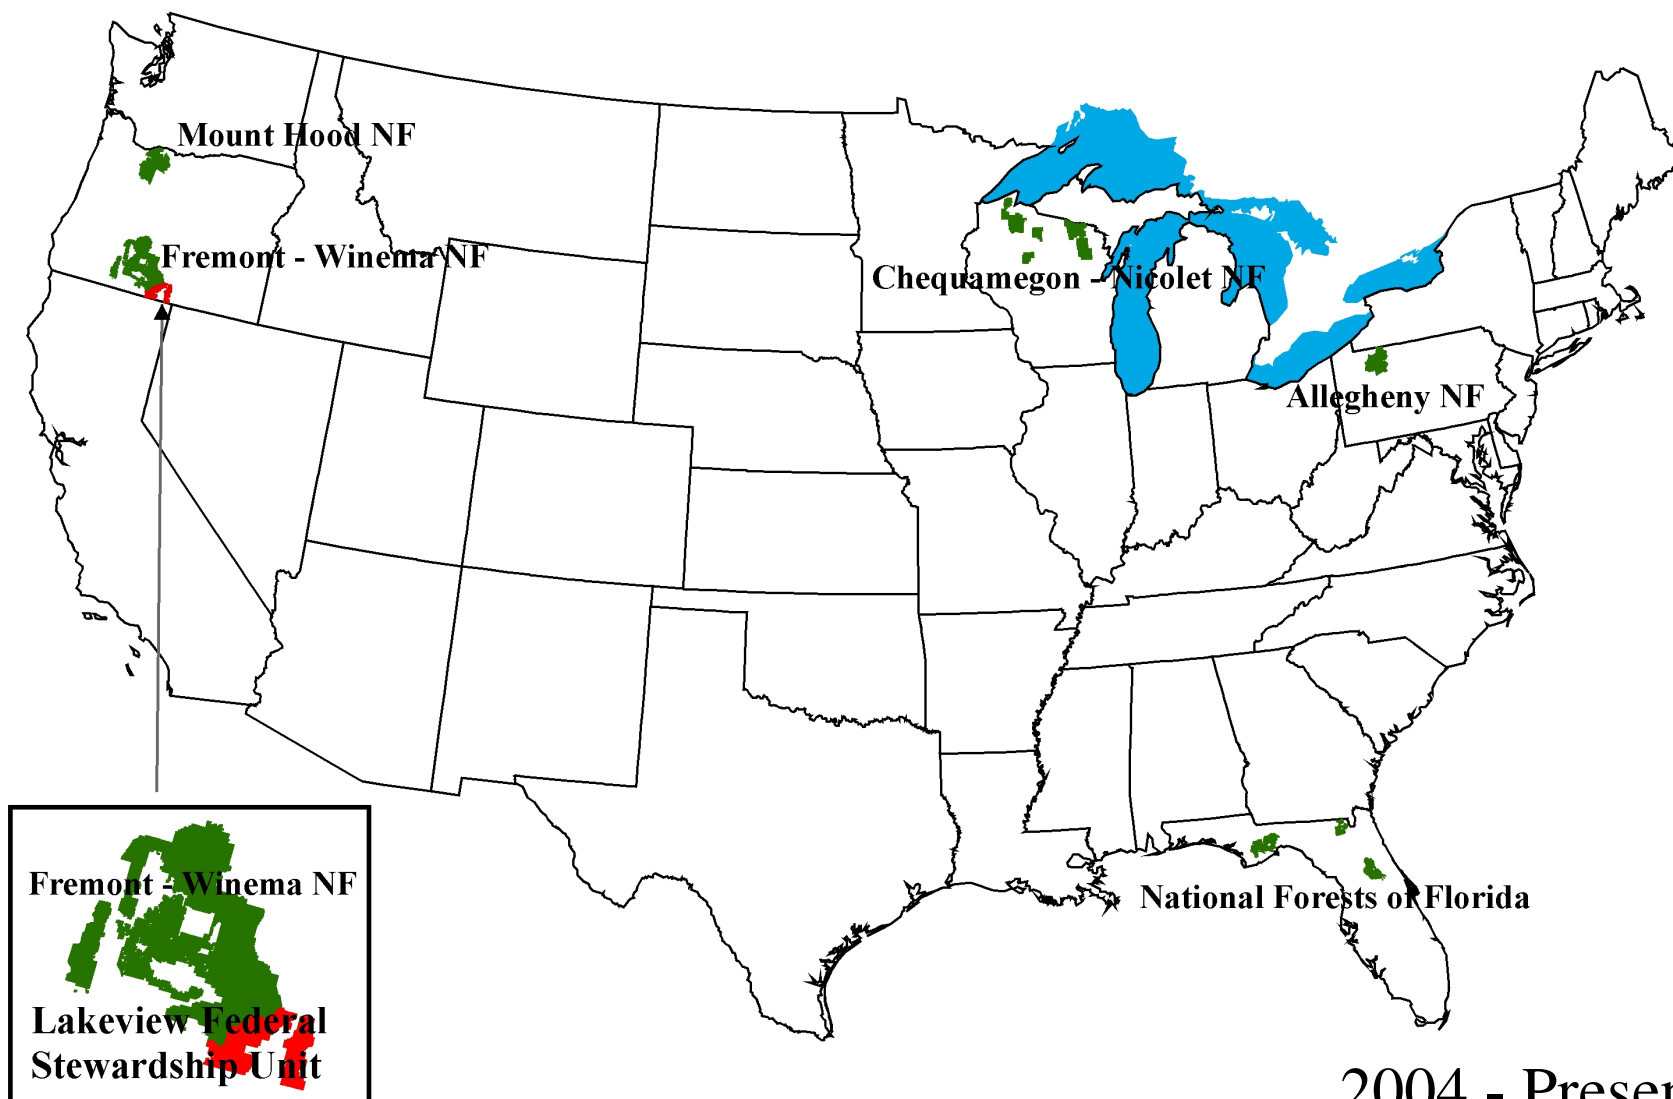 Mount Hood NF
Fremont - Winema NF
Chequamegon - Nicolet NF
Allegheny NF
National Forests of Florida
Fremont - Winema NF
Lakeview Federal
Stewardship Unit
2004 - Presen